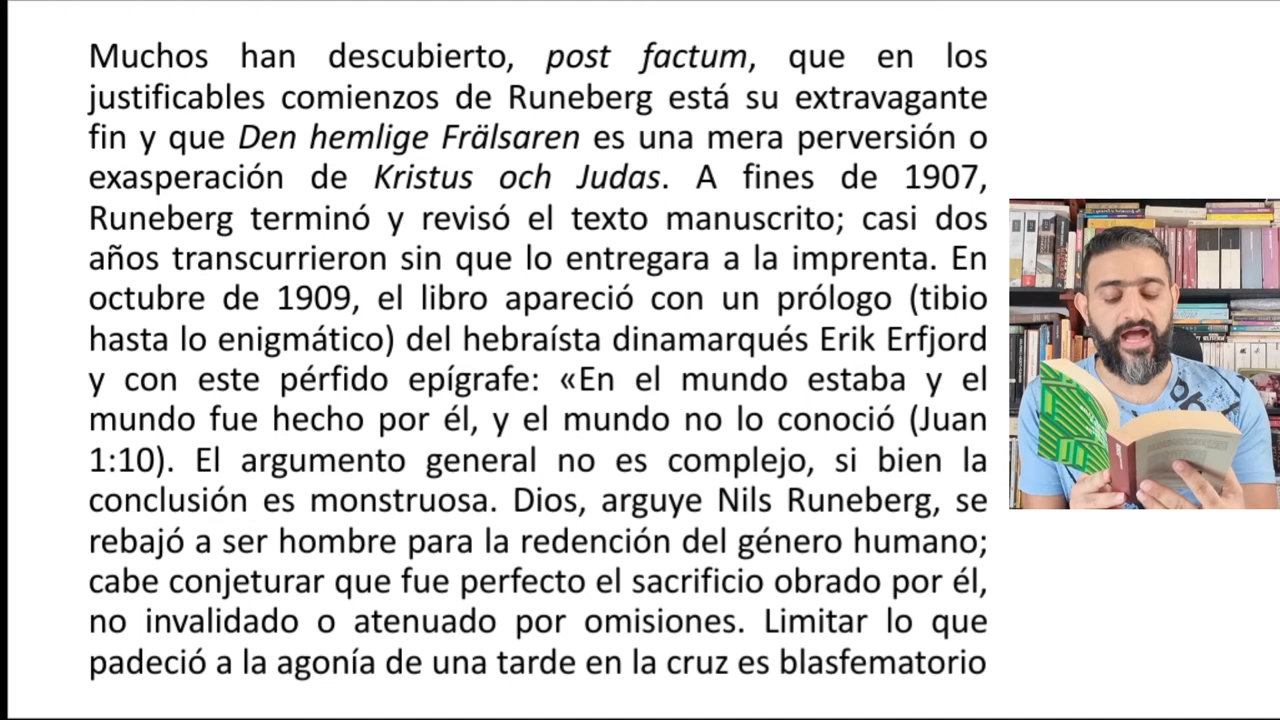 Muchos han descubierto, post factum, que en los
justificables comienzos de Runeberg está su extravagante
fin y que Den hemlige Frälsaren es una mera perversión o
exasperación de Kristus och Judas. A fines de 1907,
Runeberg terminó y revisó el texto manuscrito; casi dos
años transcurrieron sin que lo entregara a la imprenta. En
octubre de 1909, el libro apareció con un prólogo (tibio
hasta lo enigmático) del hebraísta dinamarqués Erik Erfjord
y con este pérfido epígrafe: «En el mundo estaba y el
mundo fue hecho por él, y el mundo no lo conoció (Juan
1:10). El argumento general no es complejo, si bien la
conclusión es monstruosa. Dios, arguye Nils Runeberg, se
rebajó a ser hombre para la redención del género humano;
cabe conjeturar que fue perfecto el sacrificio obrado por él,
no invalidado o atenuado por omisiones. Limitar lo que
padeció a la agonía de una tarde en la cruz es blasfematorio